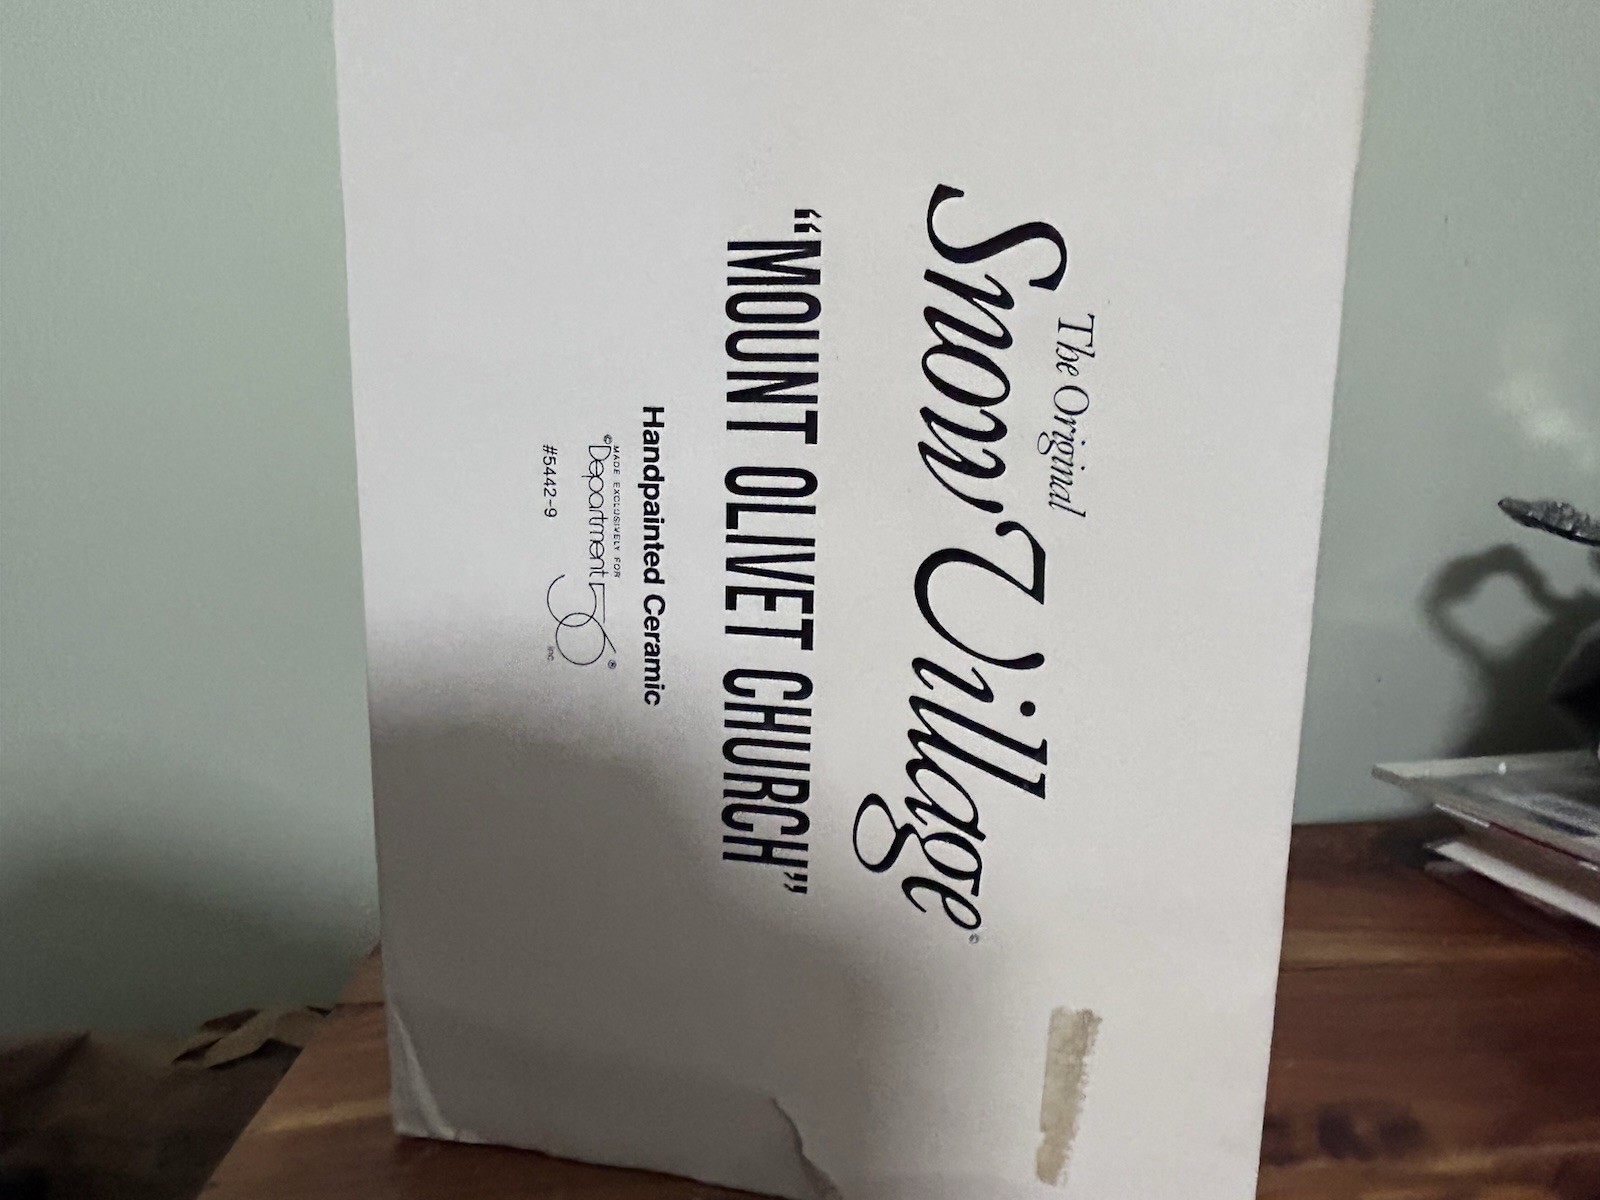 The Original
Snow Village©
“MOUNT OLIVET CHURCH”
Handpainted Ceramic
MADE EXCLUSIVELY FOR
©Department 56® inc.
#5442-9